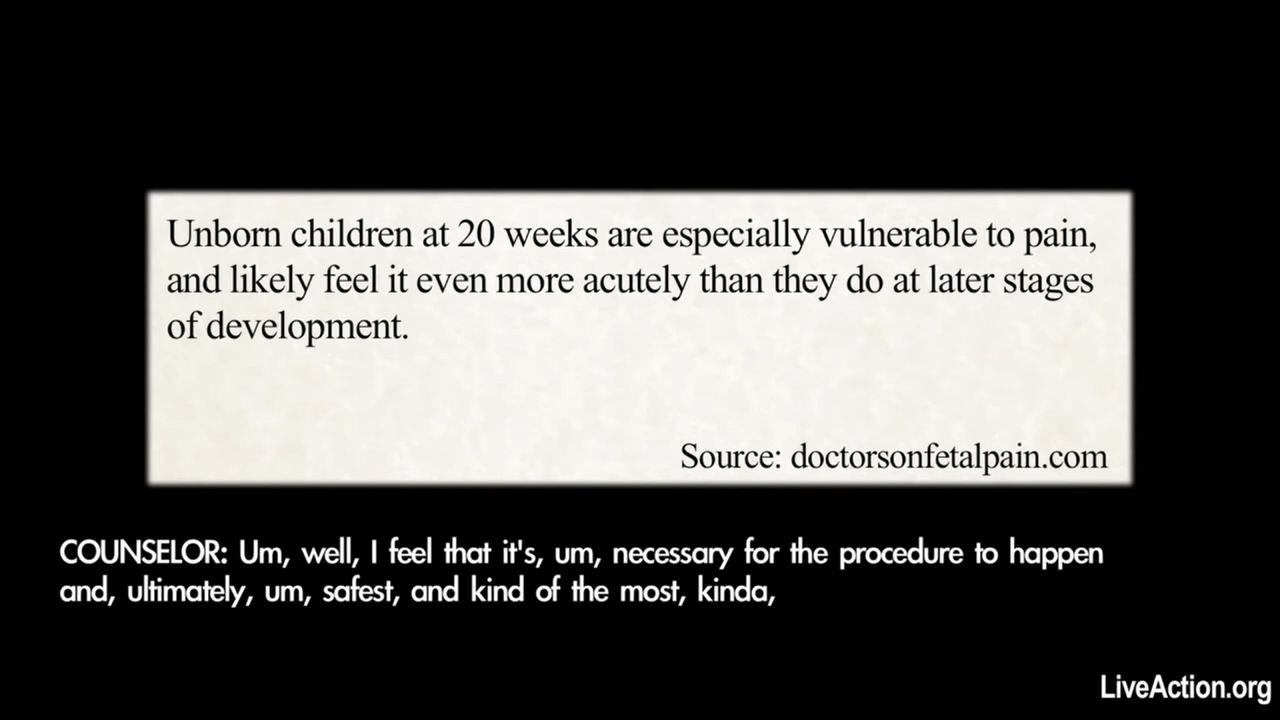 Unborn children at 20 weeks are especially vulnerable to pain,
and likely feel it even more acutely than they do at later stages
of development.
Source: doctorsonfetalpain.com
COUNSELOR: Um, well, I feel that it's, um, necessary for the procedure to happen
and, ultimately, um, safest, and kind of the most, kinda,
LiveAction.org